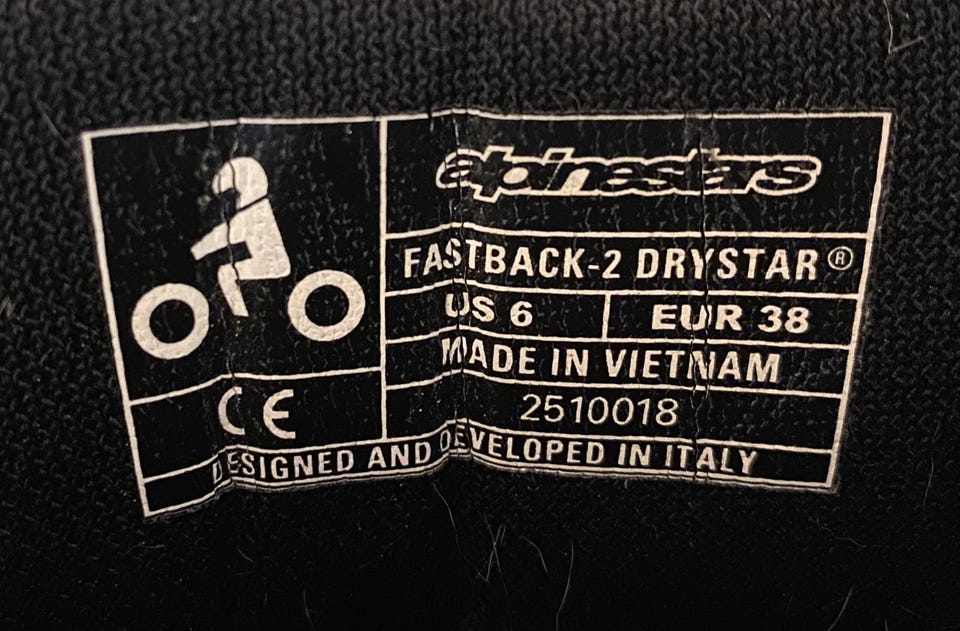 alpinestars
FASTBACK-2 DRYSTAR®
US 6 EUR 38
MADE IN VIETNAM
2510018
CE
DESIGNED AND DEVELOPED IN ITALY